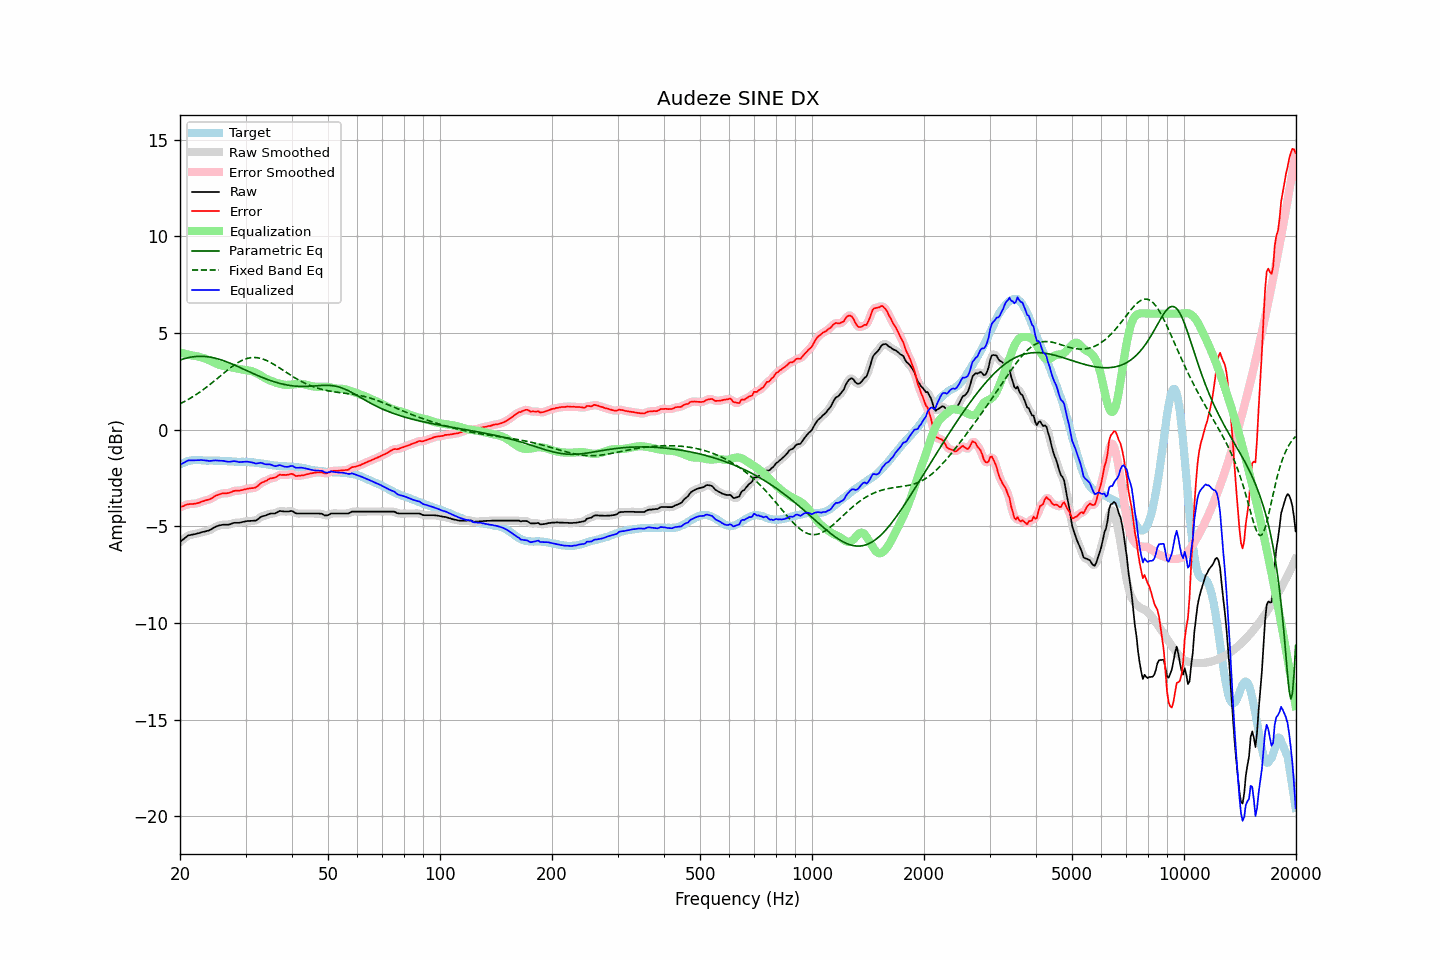 Audeze SINE DX
Target
Raw Smoothed
Error Smoothed
Raw
Error
Equalization
Parametric Eq
Fixed Band Eq
Equalized
Amplitude (dBr)
15
10
5
0
−5
−10
−15
−20
20 50 100 200 500 1000 2000 5000 10000 20000
Frequency (Hz)